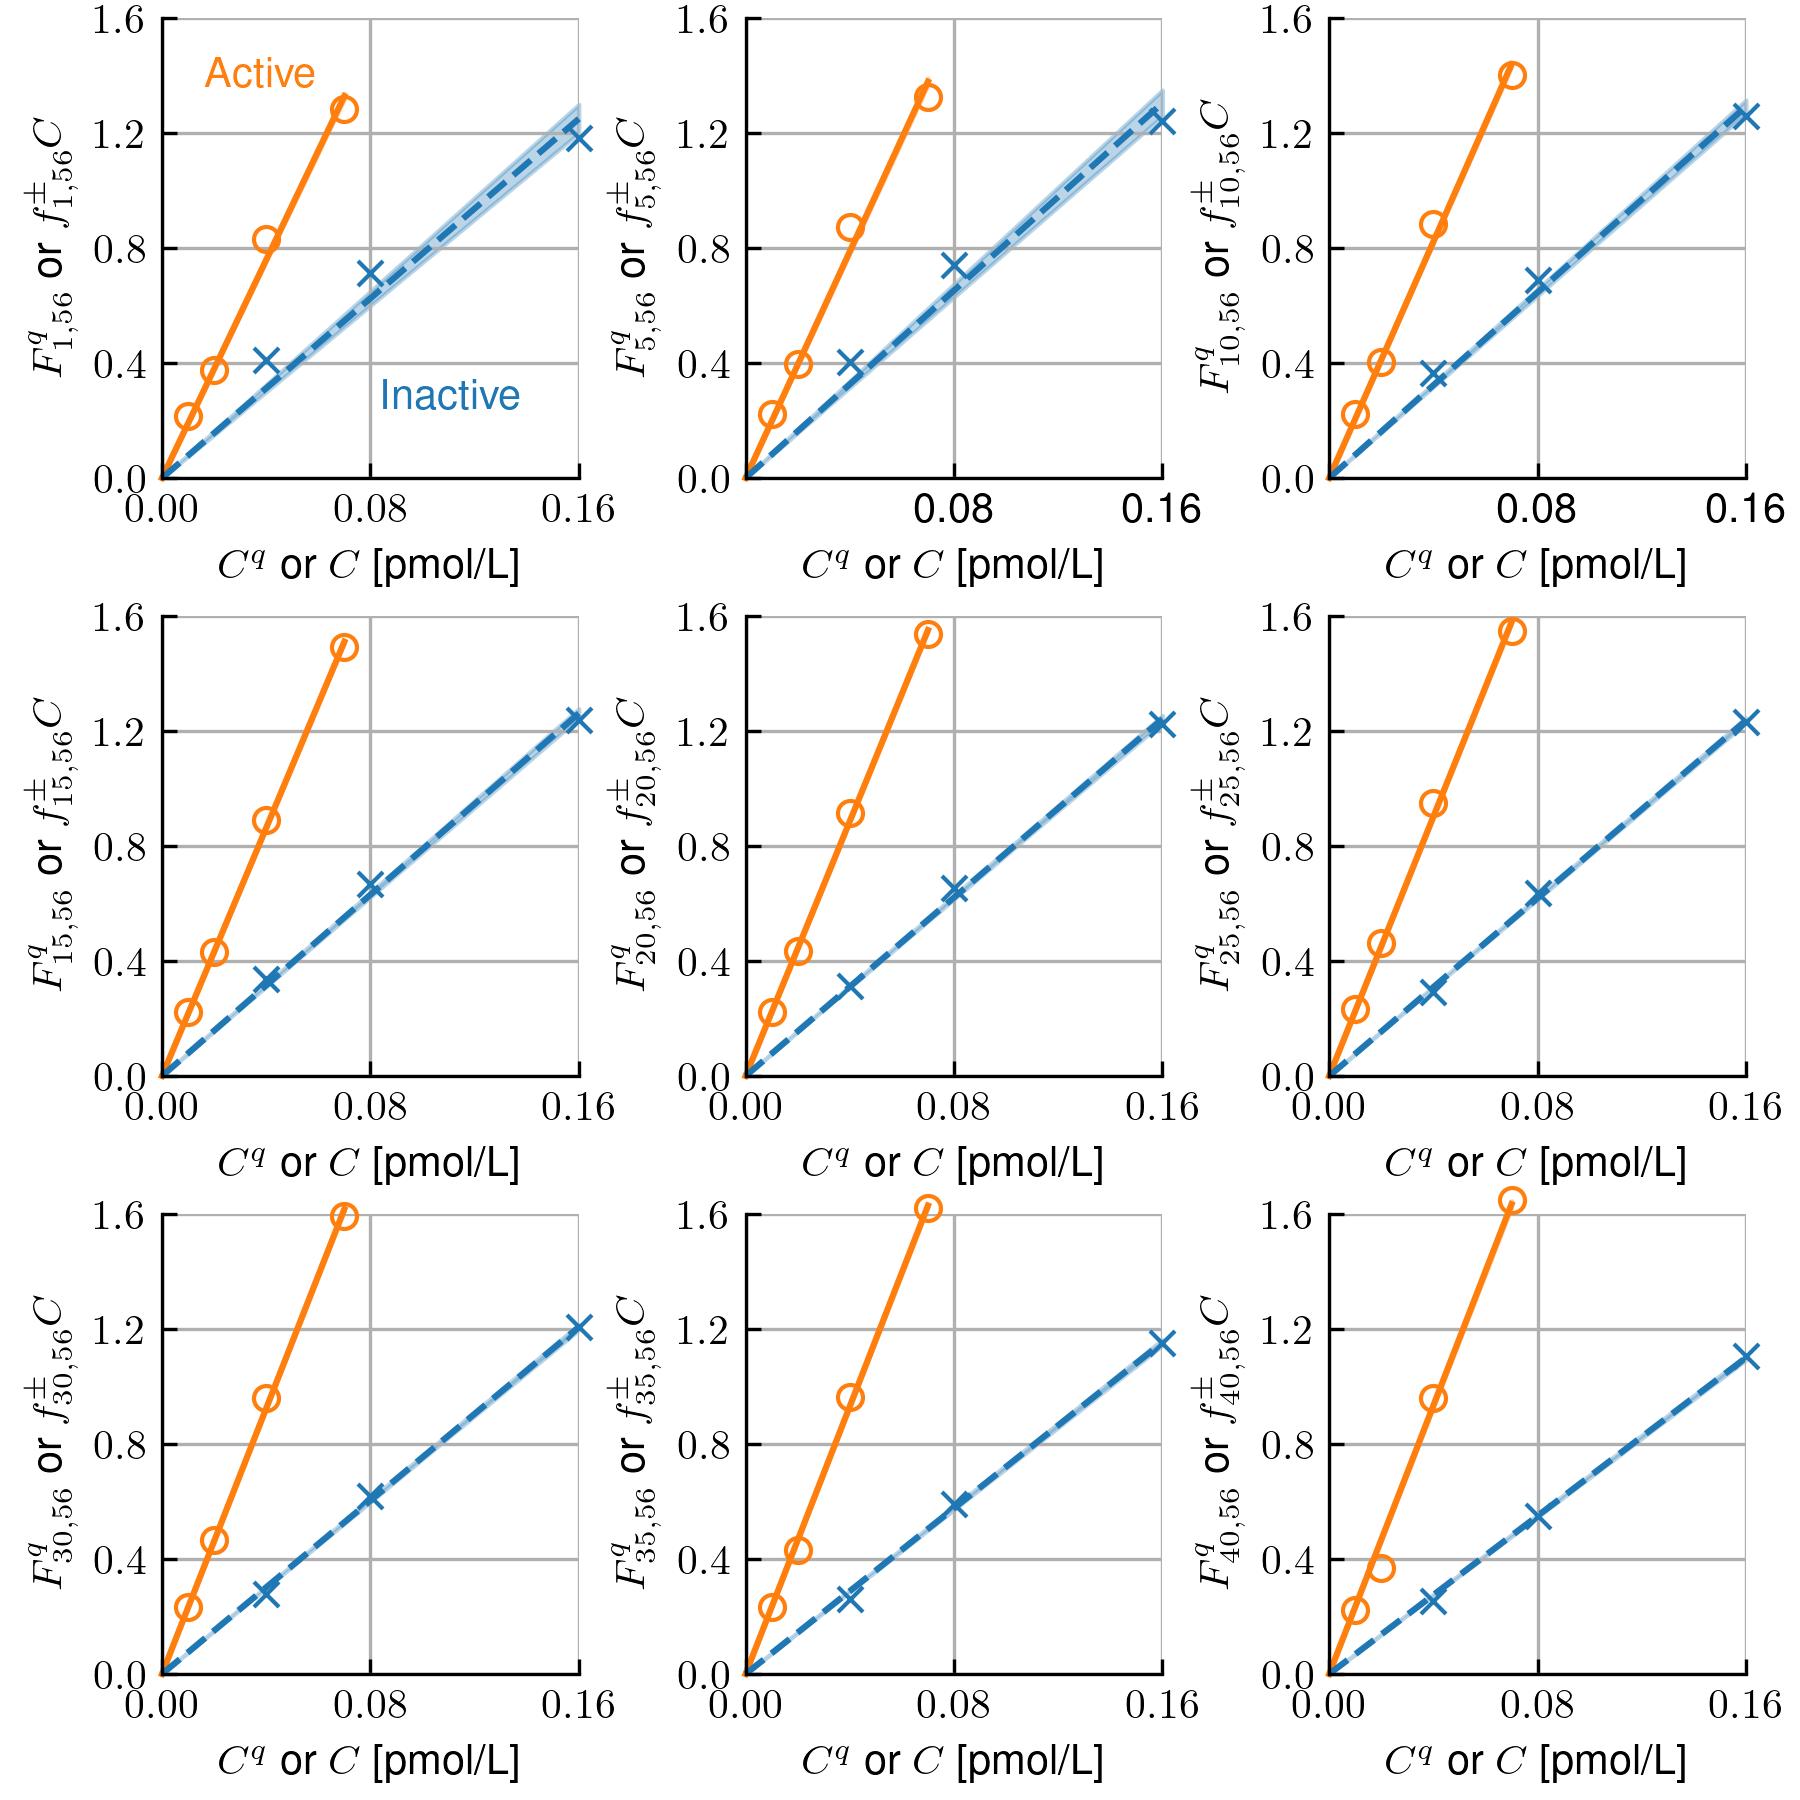 1.6
1.2
0.8
0.4
0.0
0.00 0.08 0.16
Active
Inactive
F^q_{1,56} or f^±_{1,56}C
C^q or C [pmol/L]
1.6
1.2
0.8
0.4
0.0
0.08 0.16
F^q_{5,56} or f^±_{5,56}C
C^q or C [pmol/L]
1.6
1.2
0.8
0.4
0.0
0.08 0.16
F^q_{10,56} or f^±_{10,56}C
C^q or C [pmol/L]
1.6
1.2
0.8
0.4
0.0
0.00 0.08 0.16
F^q_{15,56} or f^±_{15,56}C
C^q or C [pmol/L]
1.6
1.2
0.8
0.4
0.0
0.00 0.08 0.16
F^q_{20,56} or f^±_{20,56}C
C^q or C [pmol/L]
1.6
1.2
0.8
0.4
0.0
0.00 0.08 0.16
F^q_{25,56} or f^±_{25,56}C
C^q or C [pmol/L]
1.6
1.2
0.8
0.4
0.0
0.00 0.08 0.16
F^q_{30,56} or f^±_{30,56}C
C^q or C [pmol/L]
1.6
1.2
0.8
0.4
0.0
0.00 0.08 0.16
F^q_{35,56} or f^±_{35,56}C
C^q or C [pmol/L]
1.6
1.2
0.8
0.4
0.0
0.00 0.08 0.16
F^q_{40,56} or f^±_{40,56}C
C^q or C [pmol/L]